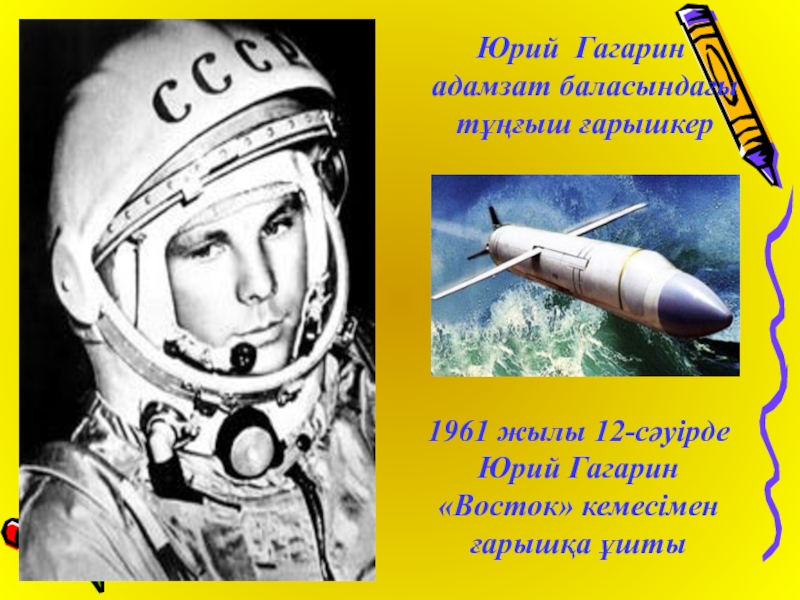 СССР
Юрий Гагарин
адамзат баласындағы
тұңғыш ғарышкер
1961 жылы 12-сәуірде
Юрий Гагарин
«Восток» кемесімен
ғарышқа ұшты